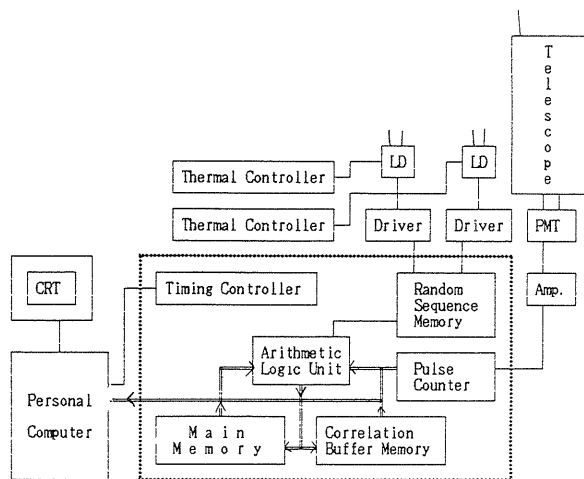 Telescope
LD
LD
Thermal Controller
Thermal Controller
Driver
Driver
PMT
CRT
Timing Controller
Random
Sequence
Memory
Amp.
Arithmetic
Logic Unit
Pulse
Counter
Personal
Computer
Main
Memory
Correlation
Buffer Memory